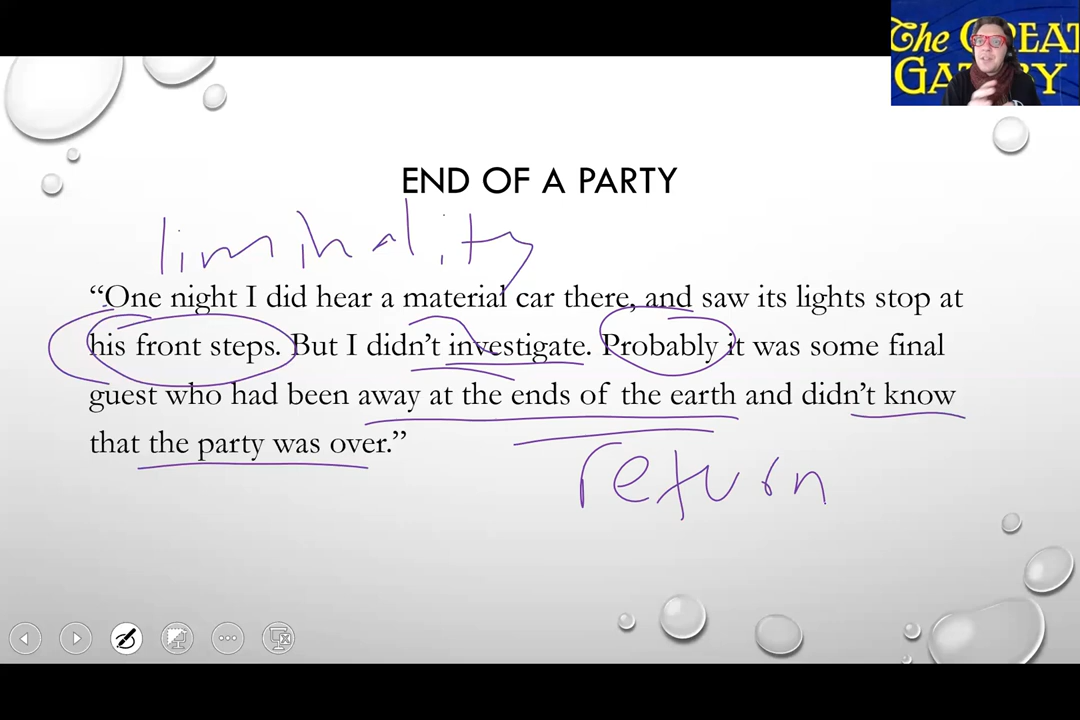 The GREAT
GATSBY
END OF A PARTY
liminality
“One night I did hear a material car there, and saw its lights stop at
his front steps. But I didn’t investigate. Probably it was some final
guest who had been away at the ends of the earth and didn’t know
that the party was over.”
return